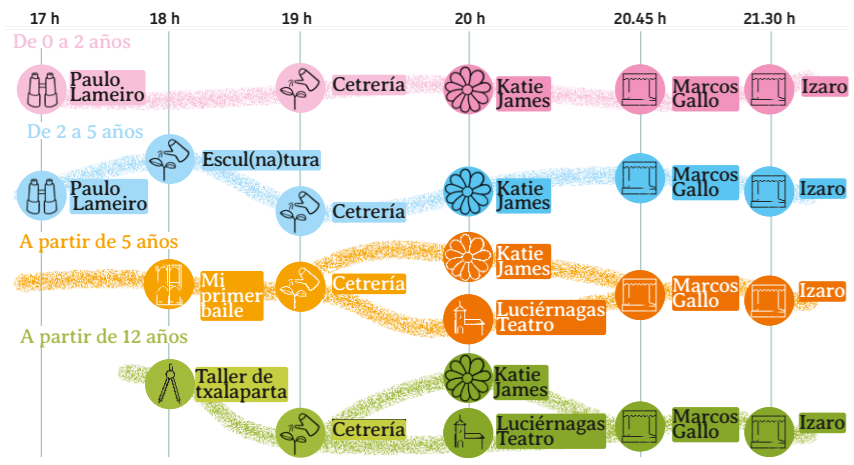 17 h 18 h 19 h 20 h 20.45 h 21.30 h
De 0 a 2 años
Paulo
Lameiro
Cetrería
Katie
James
Marcos
Gallo
Izaro
De 2 a 5 años
Paulo
Lameiro
Escul(na)tura
Cetrería
Katie
James
Marcos
Gallo
Izaro
A partir de 5 años
Mi
primer
baile
Cetrería
Katie
James
Luciérnagas
Teatro
Marcos
Gallo
Izaro
A partir de 12 años
Taller de
txalaparta
Cetrería
Katie
James
Luciérnagas
Teatro
Marcos
Gallo
Izaro